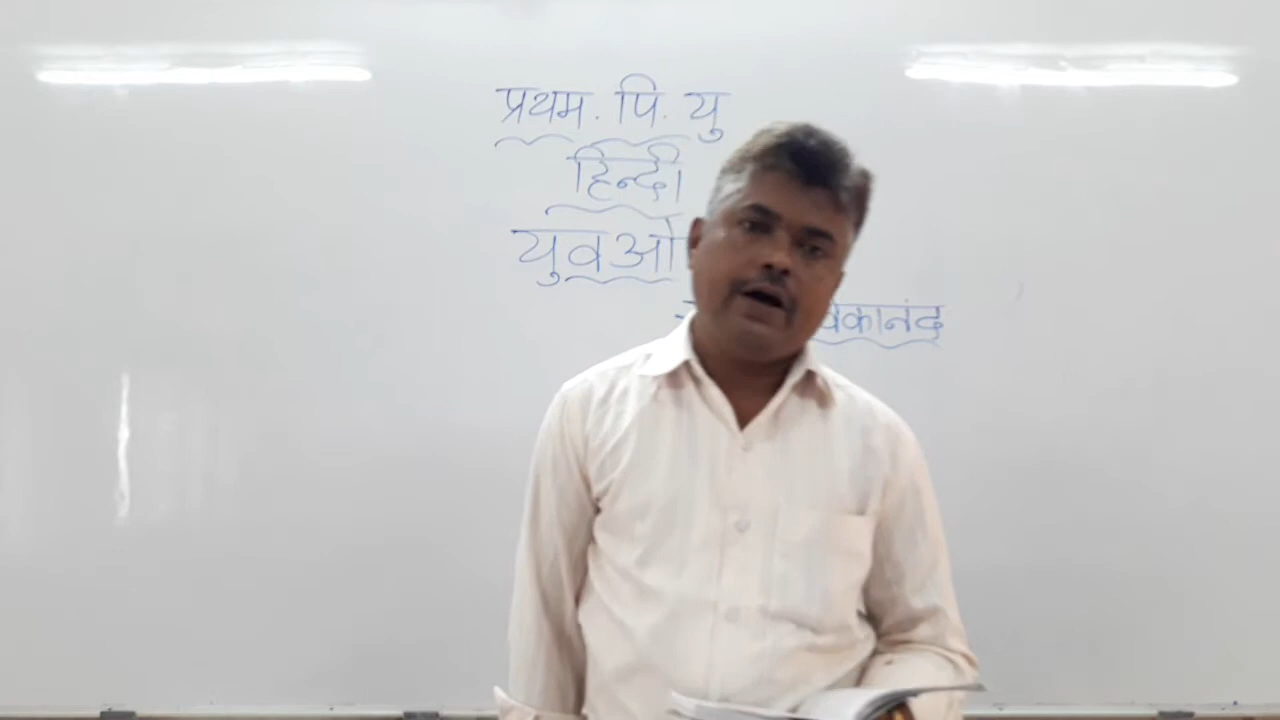 प्रथम. पि. यु
हिन्दी
युवओ